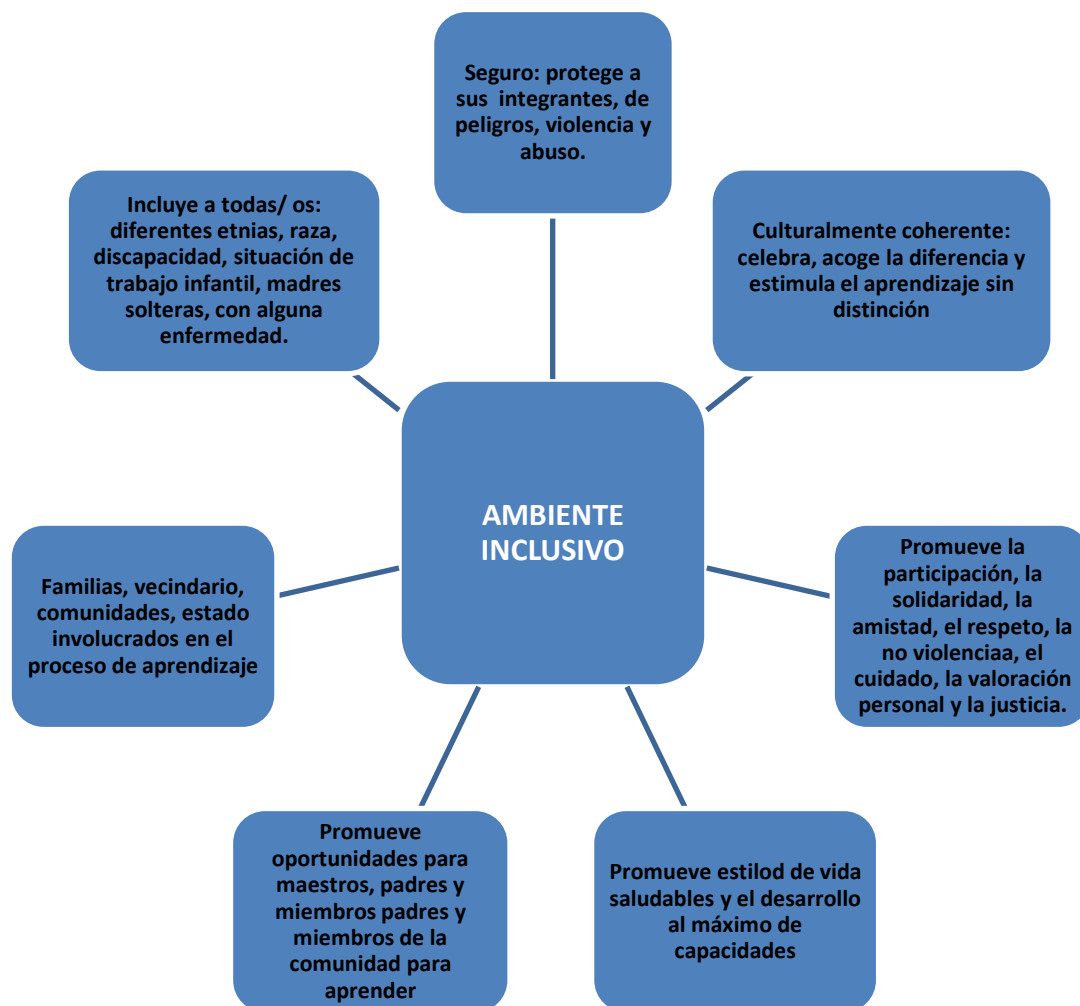 Seguro: protege a
sus integrantes, de
peligros, violencia y
abuso.
Incluye a todas/ os:
diferentes etnias, raza,
discapacidad, situación de
trabajo infantil, madres
solteras, con alguna
enfermedad.
Culturalmente coherente:
celebra, acoge la diferencia y
estimula el aprendizaje sin
distinción
AMBIENTE
INCLUSIVO
Familias, vecindario,
comunidades, estado
involucrados en el
proceso de aprendizaje
Promueve la
participación, la
solidaridad, la
amistad, el respeto, la
no violenciaa, el
cuidado, la valoración
personal y la justicia.
Promueve
oportunidades para
maestros, padres y
miembros padres y
miembros de la
comunidad para
aprender
Promueve estilod de vida
saludables y el desarrollo
al máximo de
capacidades